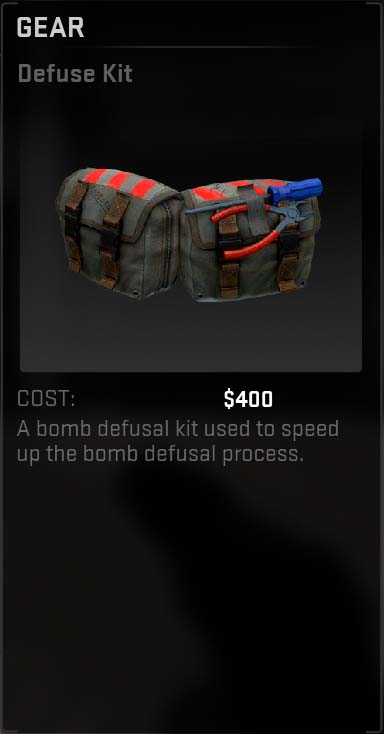 GEAR
Defuse Kit
COST: $400
A bomb defusal kit used to speed
up the bomb defusal process.